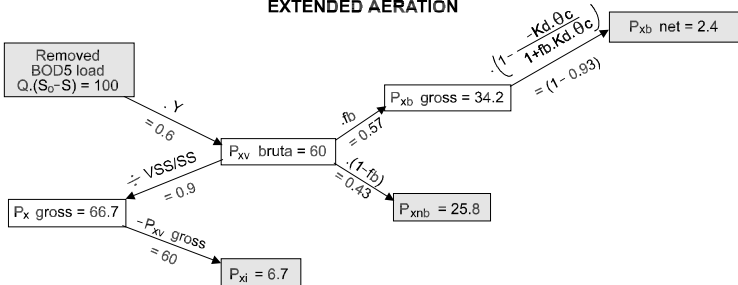 EXTENDED AERATION
Removed
BOD5 load
Q.(So-S) = 100
. Y
= 0.6
Pxv bruta = 60
.fb
= 0.57
Pxb gross = 34.2
.(1- -Kd.θc
1+fb.Kd.θc )
= (1- 0.93)
Pxb net = 2.4
.(1-fb)
= 0.43
Pxnb = 25.8
÷ VSS/SS
= 0.9
Px gross = 66.7
-Pxv gross
= 60
Pxi = 6.7